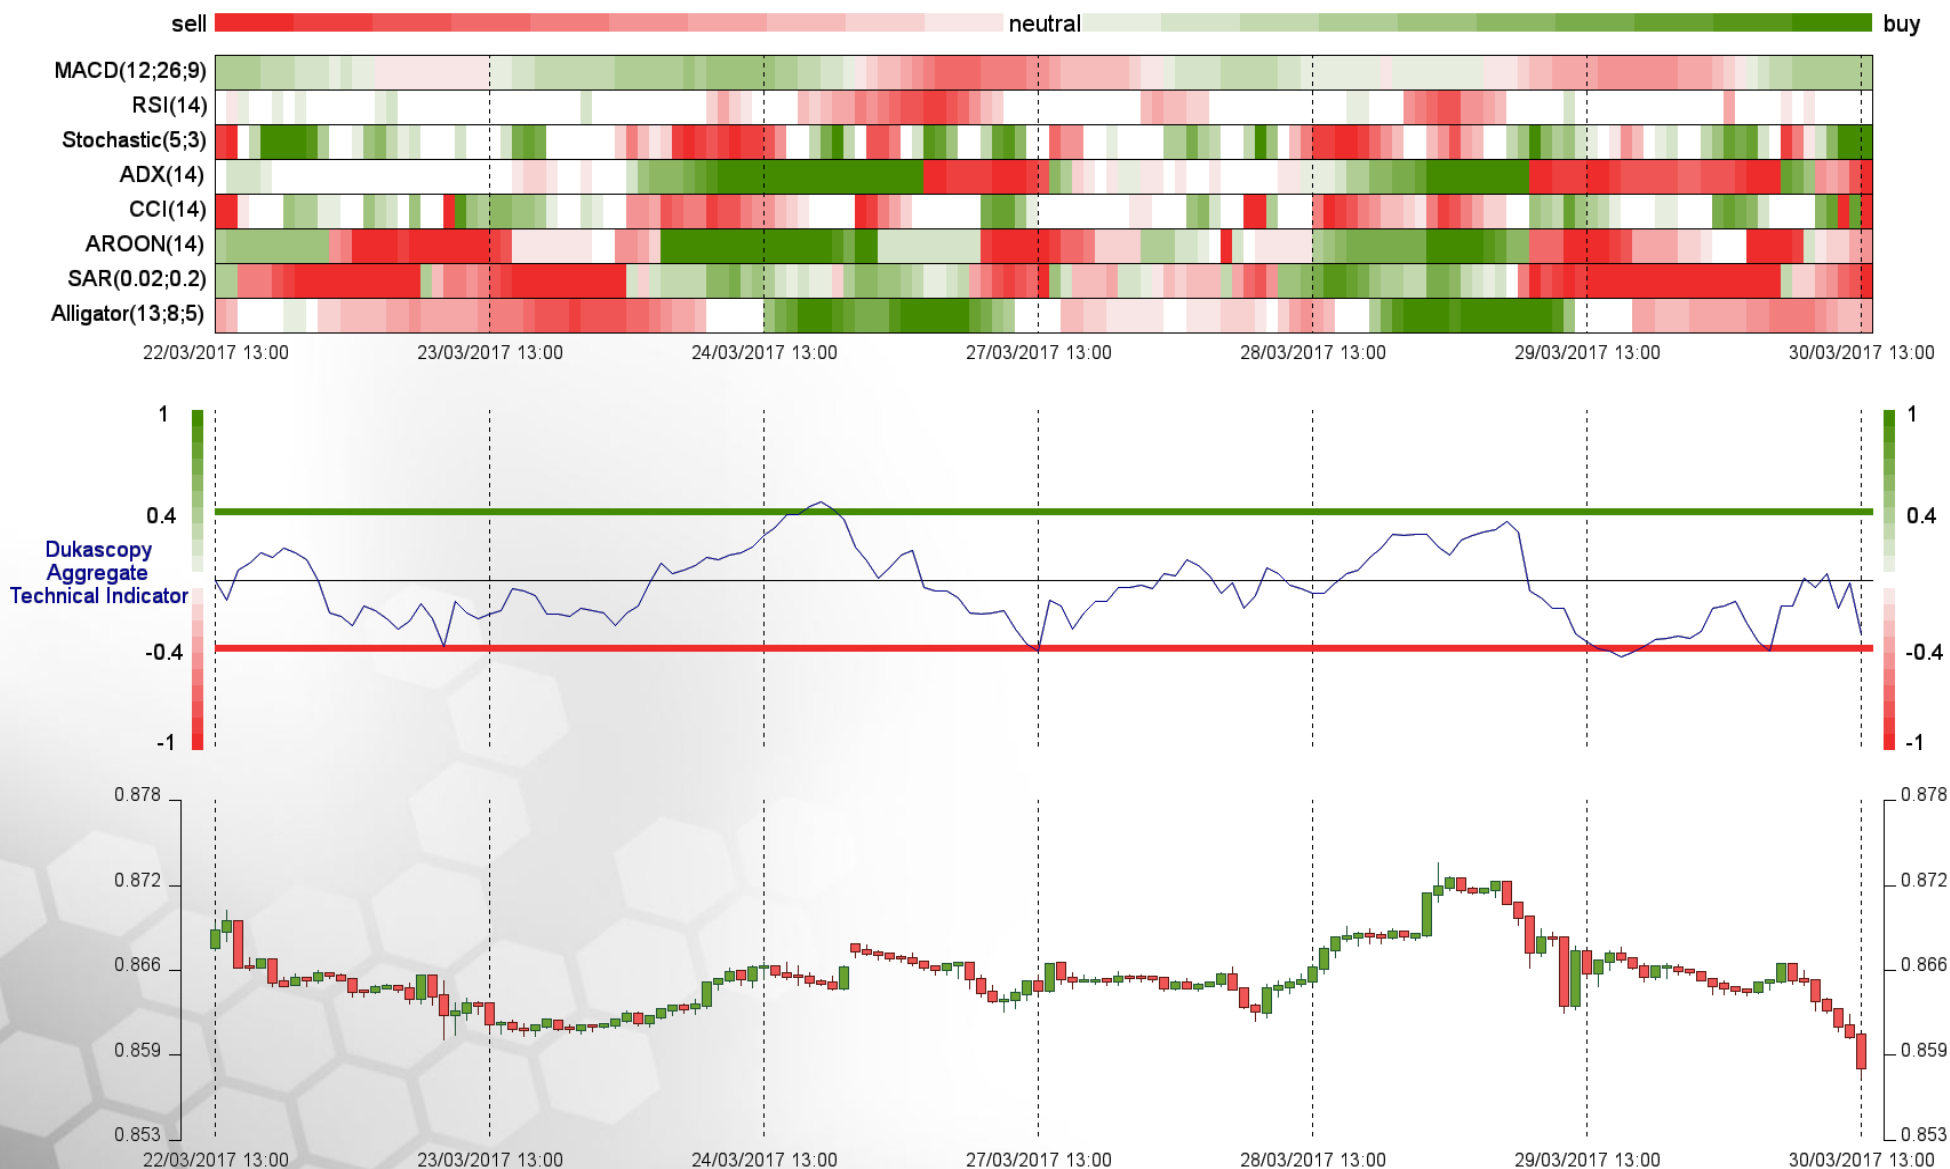 sell neutral buy
MACD(12;26;9)
RSI(14)
Stochastic(5;3)
ADX(14)
CCI(14)
AROON(14)
SAR(0.02;0.2)
Alligator(13;8;5)
22/03/2017 13:00 23/03/2017 13:00 24/03/2017 13:00 27/03/2017 13:00 28/03/2017 13:00 29/03/2017 13:00 30/03/2017 13:00
1 1
0.4 0.4
Dukascopy
Aggregate
Technical Indicator
-0.4 -0.4
-1 -1
0.878 0.878
0.872 0.872
0.866 0.866
0.859 0.859
0.853 0.853
22/03/2017 13:00 23/03/2017 13:00 24/03/2017 13:00 27/03/2017 13:00 28/03/2017 13:00 29/03/2017 13:00 30/03/2017 13:00